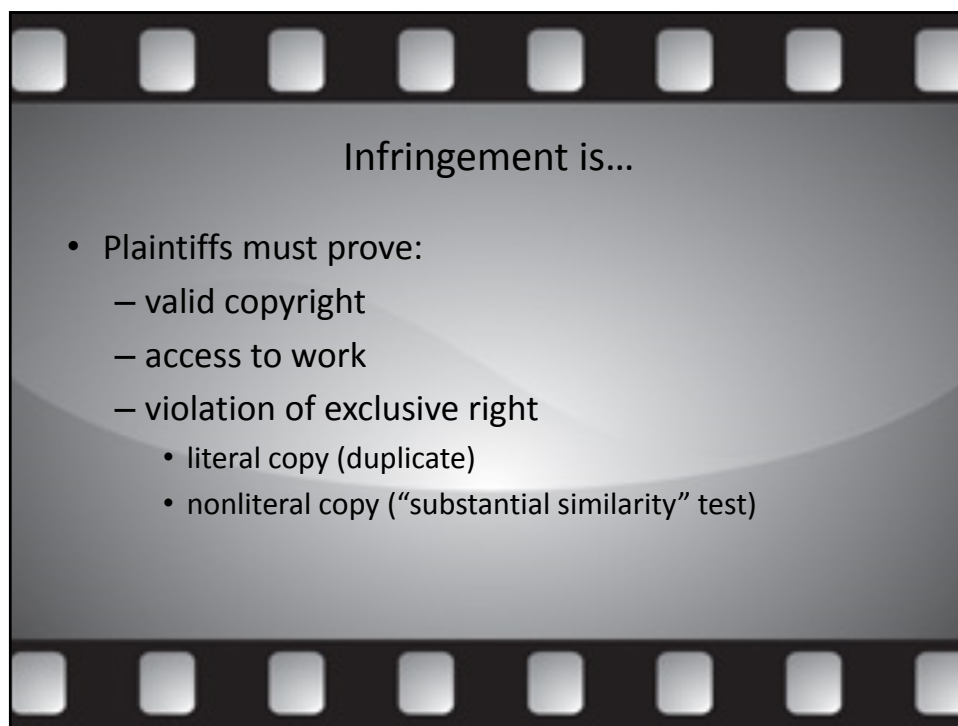 Infringement is…
• Plaintiffs must prove:
– valid copyright
– access to work
– violation of exclusive right
• literal copy (duplicate)
• nonliteral copy (“substantial similarity” test)